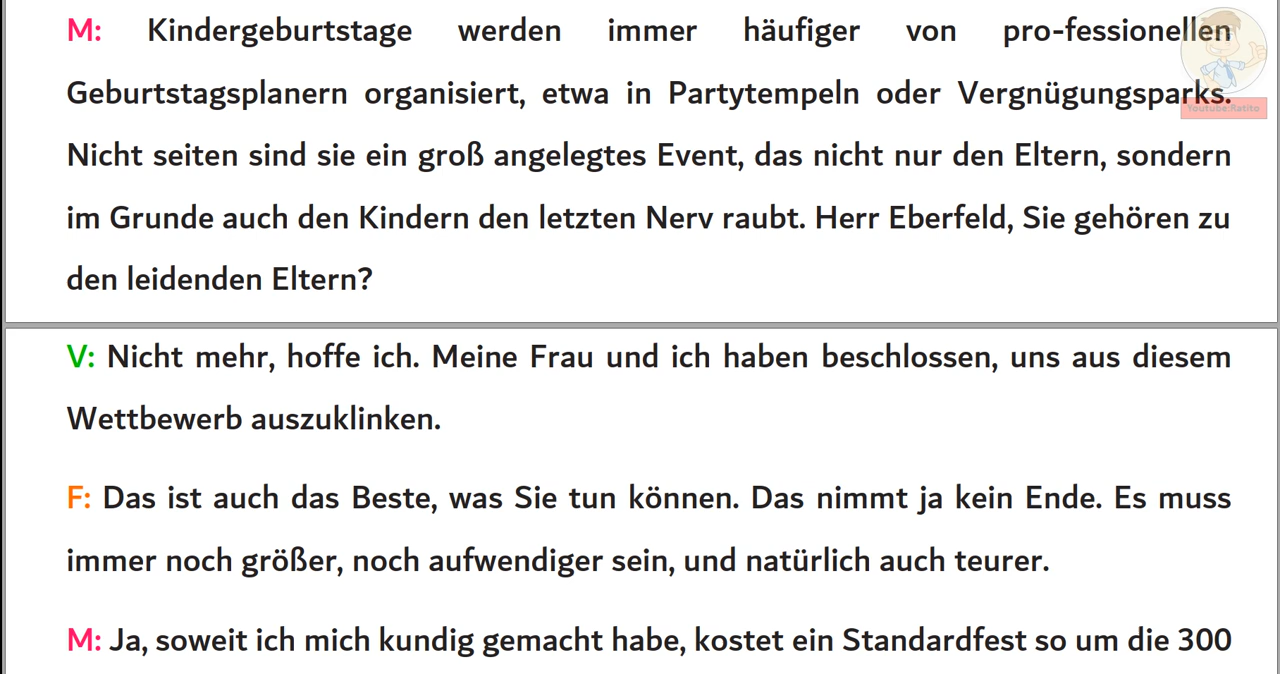 M: Kindergeburtstage werden immer häufiger von pro-fessionellen
Geburtstagsplanern organisiert, etwa in Partytempeln oder Vergnügungsparks.
Youtube:Ratito
Nicht seiten sind sie ein groß angelegtes Event, das nicht nur den Eltern, sondern
im Grunde auch den Kindern den letzten Nerv raubt. Herr Eberfeld, Sie gehören zu
den leidenden Eltern?
V: Nicht mehr, hoffe ich. Meine Frau und ich haben beschlossen, uns aus diesem
Wettbewerb auszuklinken.
F: Das ist auch das Beste, was Sie tun können. Das nimmt ja kein Ende. Es muss
immer noch größer, noch aufwendiger sein, und natürlich auch teurer.
M: Ja, soweit ich mich kundig gemacht habe, kostet ein Standardfest so um die 300